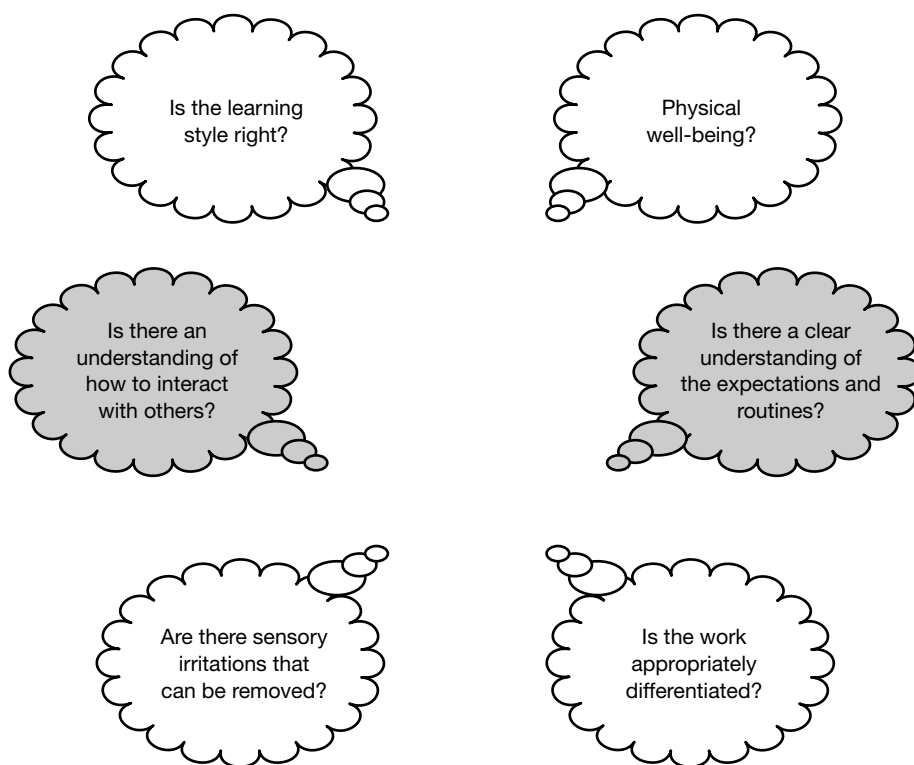 Is the learning
style right?
Physical
well-being?
Is there an
understanding of
how to interact
with others?
Is there a clear
understanding of
the expectations and
routines?
Are there sensory
irritations that
can be removed?
Is the work
appropriately
differentiated?